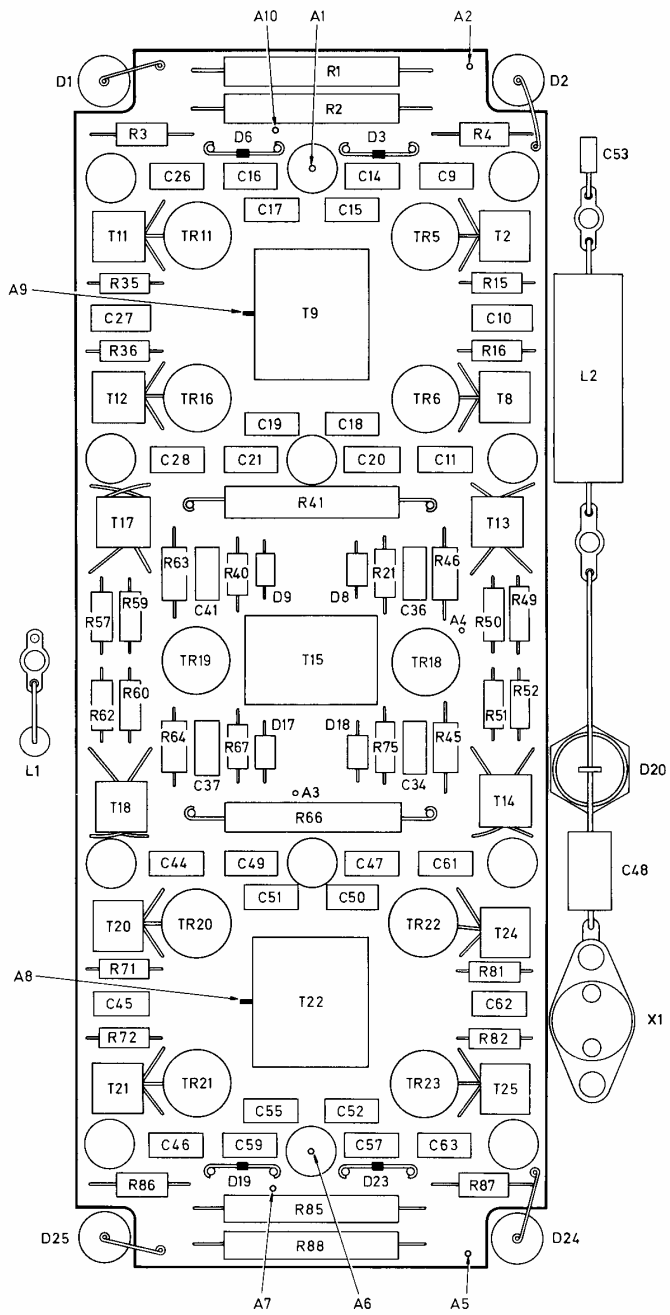 A10 A1 A2
D1 R1 D2
R2
R3 D6 D3 R4
C53
C26 C16 C14 C9
C17 C15
T11 TR11 TR5 T2
R35 R15
A9
C27 T9 C10
R36 R16
L2
T12 TR16 TR6 T8
C19 C18
C28 C21 C20 C11
R41
T17 T13
R63 R40 R21 R46
C41 D9 D8 C36
R57 R59 R50 R49
A4
TR19 T15 TR18
R62 R60 R51 R52
R64 R67 D17 D18 R75 R45
L1
C37 C34
D20
A3
T18 R66 T14
C44 C49 C47 C61
C48
C51 C50
T20 TR20 TR22 T24
R71 R81
A8
C45 T22 C62
X1
R72 R82
T21 TR21 TR23 T25
C55 C52
C46 C59 C57 C63
R86 D19 D23 R87
R85
D25 R88 D24
A7 A6 A5